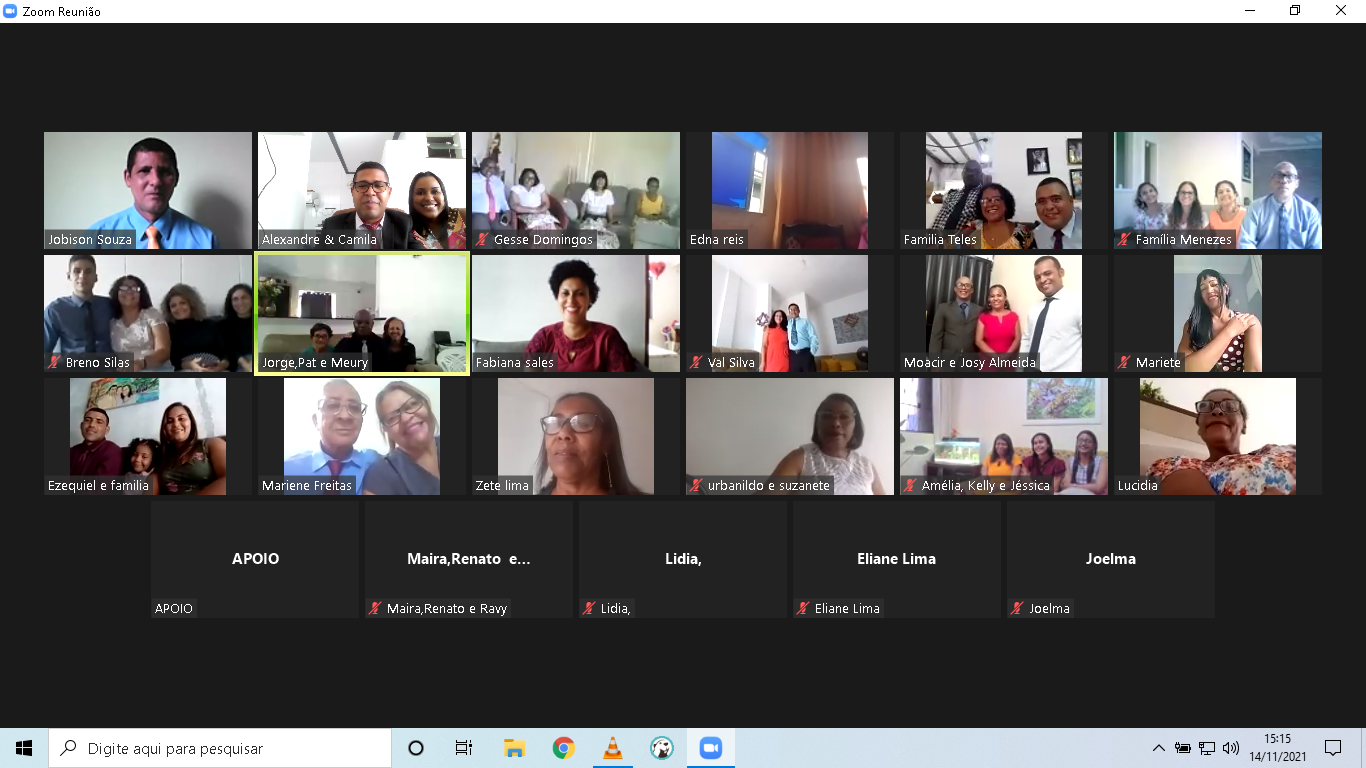 Zoom Reunião
Jobison Souza
Alexandre & Camila
Gesse Domingos
Edna reis
Familia Teles
Família Menezes
Breno Silas
Jorge,Pat e Meury
Fabiana sales
Val Silva
Moacir e Josy Almeida
Mariete
Ezequiel e familia
Mariene Freitas
Zete lima
urbanildo e suzanete
Amélia, Kelly e Jéssica
Lucidia
APOIO
Maira,Renato e...
Lidia,
Eliane Lima
Joelma
APOIO
Maira,Renato e Ravy
Lidia,
Eliane Lima
Joelma
Digite aqui para pesquisar
15:15
14/11/2021